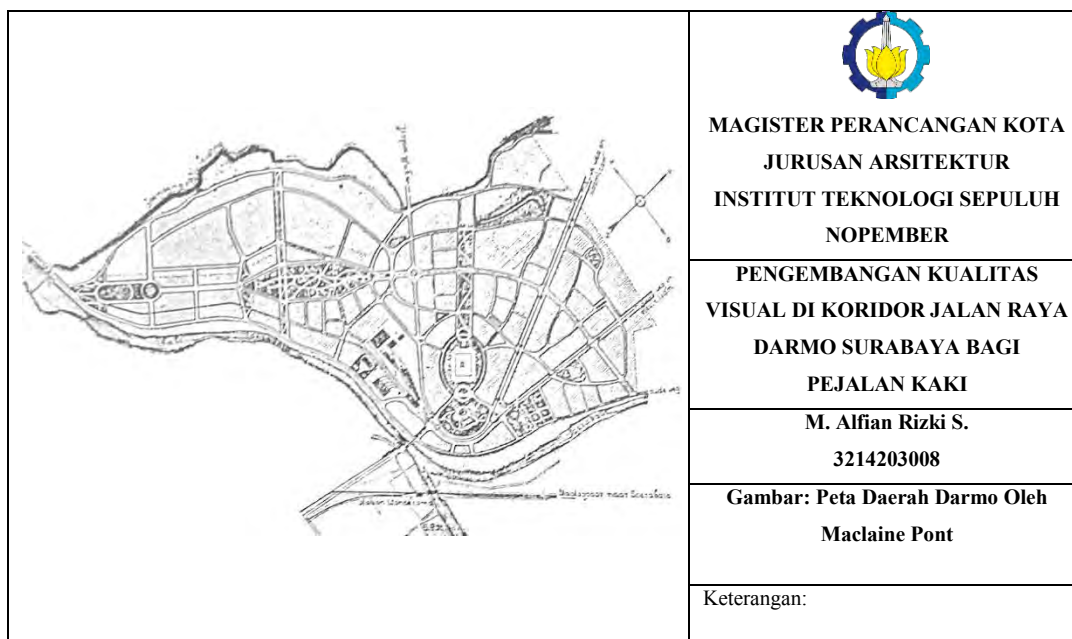 MAGISTER PERANCANGAN KOTA
JURUSAN ARSITEKTUR
INSTITUT TEKNOLOGI SEPULUH
NOPEMBER
PENGEMBANGAN KUALITAS
VISUAL DI KORIDOR JALAN RAYA
DARMO SURABAYA BAGI
PEJALAN KAKI
M. Alfian Rizki S.
3214203008
Gambar: Peta Daerah Darmo Oleh
Maclaine Pont
Keterangan: